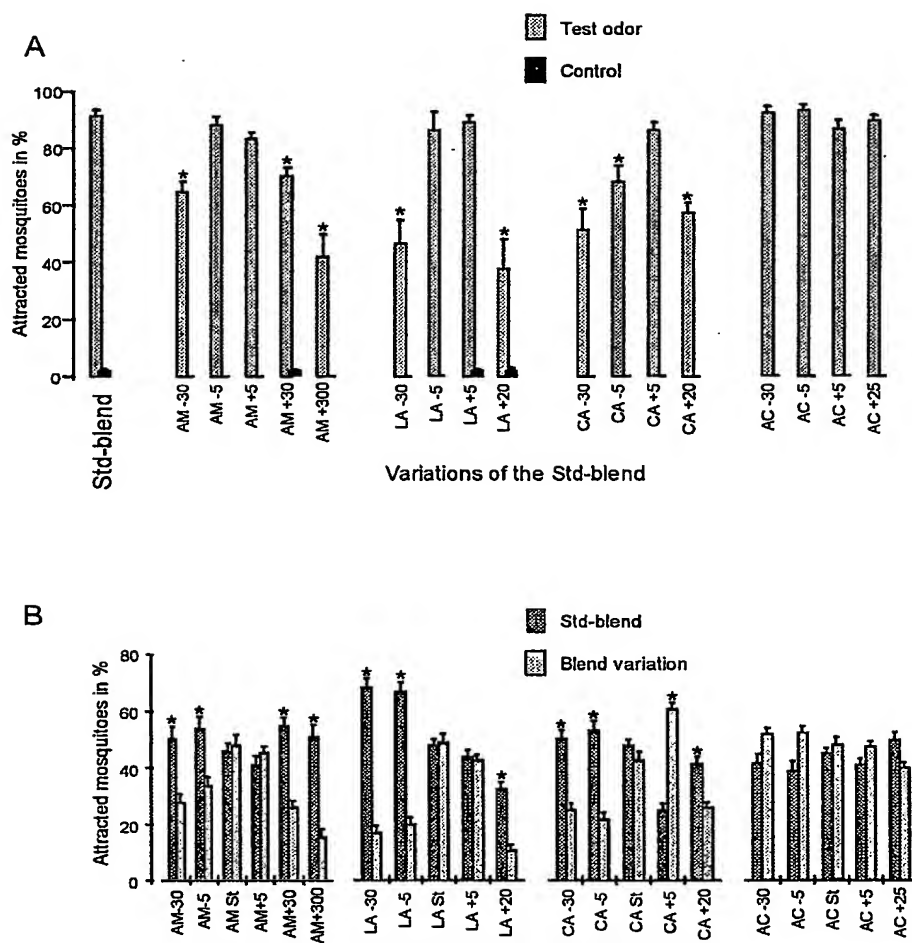 A
Test odor
Control
Attracted mosquitoes in %
100
80
60
40
20
0
* * * * * * * *
Std-blend
AM -30
AM -5
AM +5
AM +30
AM +300
LA -30
LA -5
LA +5
LA +20
CA -30
CA -5
CA +5
CA +20
AC -30
AC -5
AC +5
AC +25
Variations of the Std-blend
B
Std-blend
Blend variation
Attracted mosquitoes in %
80
60
40
20
0
* * * * * * * * * * *
AM-30
AM-5
AM St
AM+5
AM+30
AM+300
LA -30
LA -5
LA St
LA +5
LA +20
CA -30
CA -5
CA St
CA +5
CA +20
AC -30
AC -5
AC St
AC +5
AC +25